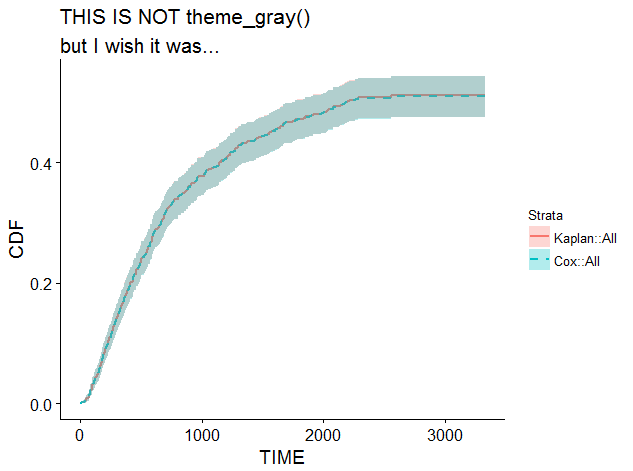 THIS IS NOT theme_gray()
but I wish it was...
CDF
0.4
0.2
0.0
0 1000 2000 3000
TIME
Strata
Kaplan::All
Cox::All